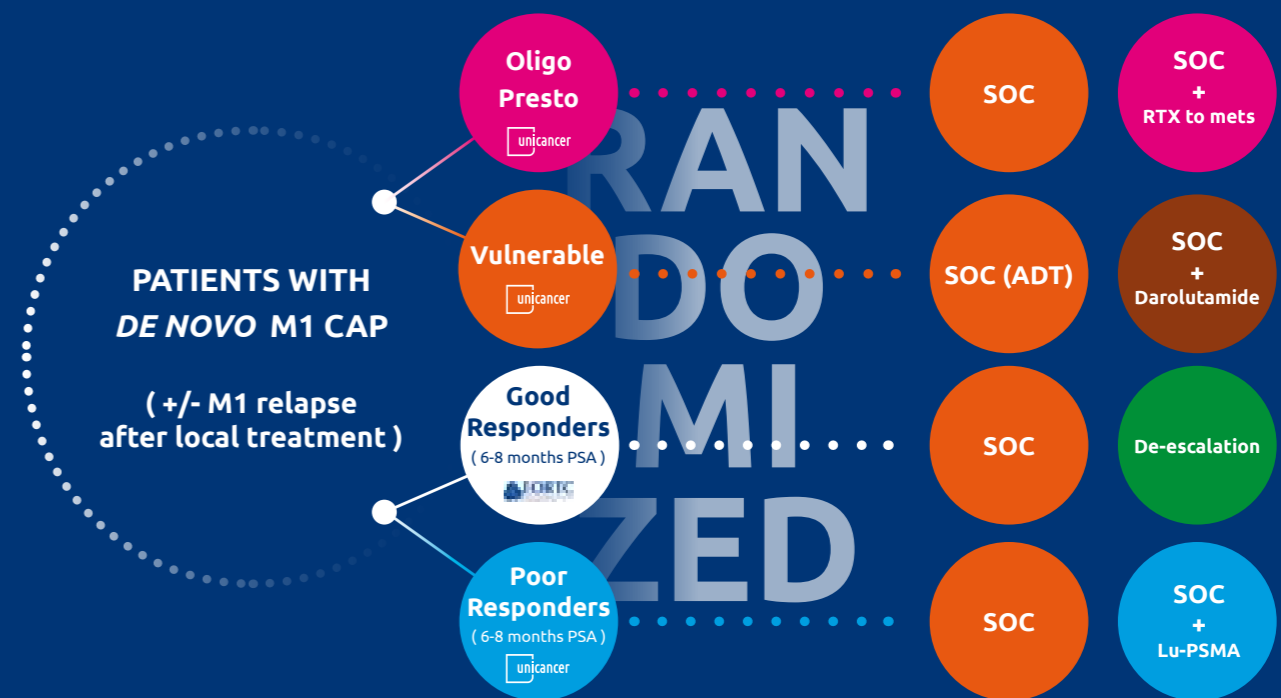 PATIENTS WITH
DE NOVO M1 CAP
( +/- M1 relapse
after local treatment )
Oligo
Presto
unicancer
Vulnerable
unicancer
Good
Responders
( 6-8 months PSA )
EORTC
Poor
Responders
( 6-8 months PSA )
unicancer
RAN
DO
MI
ZED
SOC
SOC
+
RTX to mets
SOC (ADT)
SOC
+
Darolutamide
SOC
De-escalation
SOC
SOC
+
Lu-PSMA